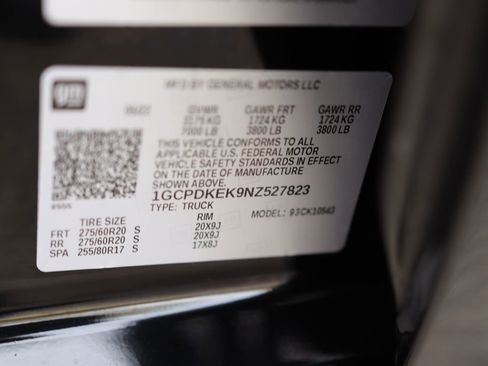 gm
MFD BY GENERAL MOTORS LLC
GVWR GAWR FRT GAWR RR
1724 KG 1724 KG
7000 LB 3800 LB 3800 LB
THIS VEHICLE CONFORMS TO ALL
APPLICABLE U.S. FEDERAL MOTOR
VEHICLE SAFETY STANDARDS IN EFFECT
ON THE DATE OF MANUFACTURE
SHOWN ABOVE.
1GCPDKEK9NZ527823
TYPE: TRUCK
MODEL: 93CK10543
TIRE SIZE RIM
FRT 275/60R20 S 20X9J
RR 275/60R20 S 20X9J
SPA 255/80R17 S 17X8J